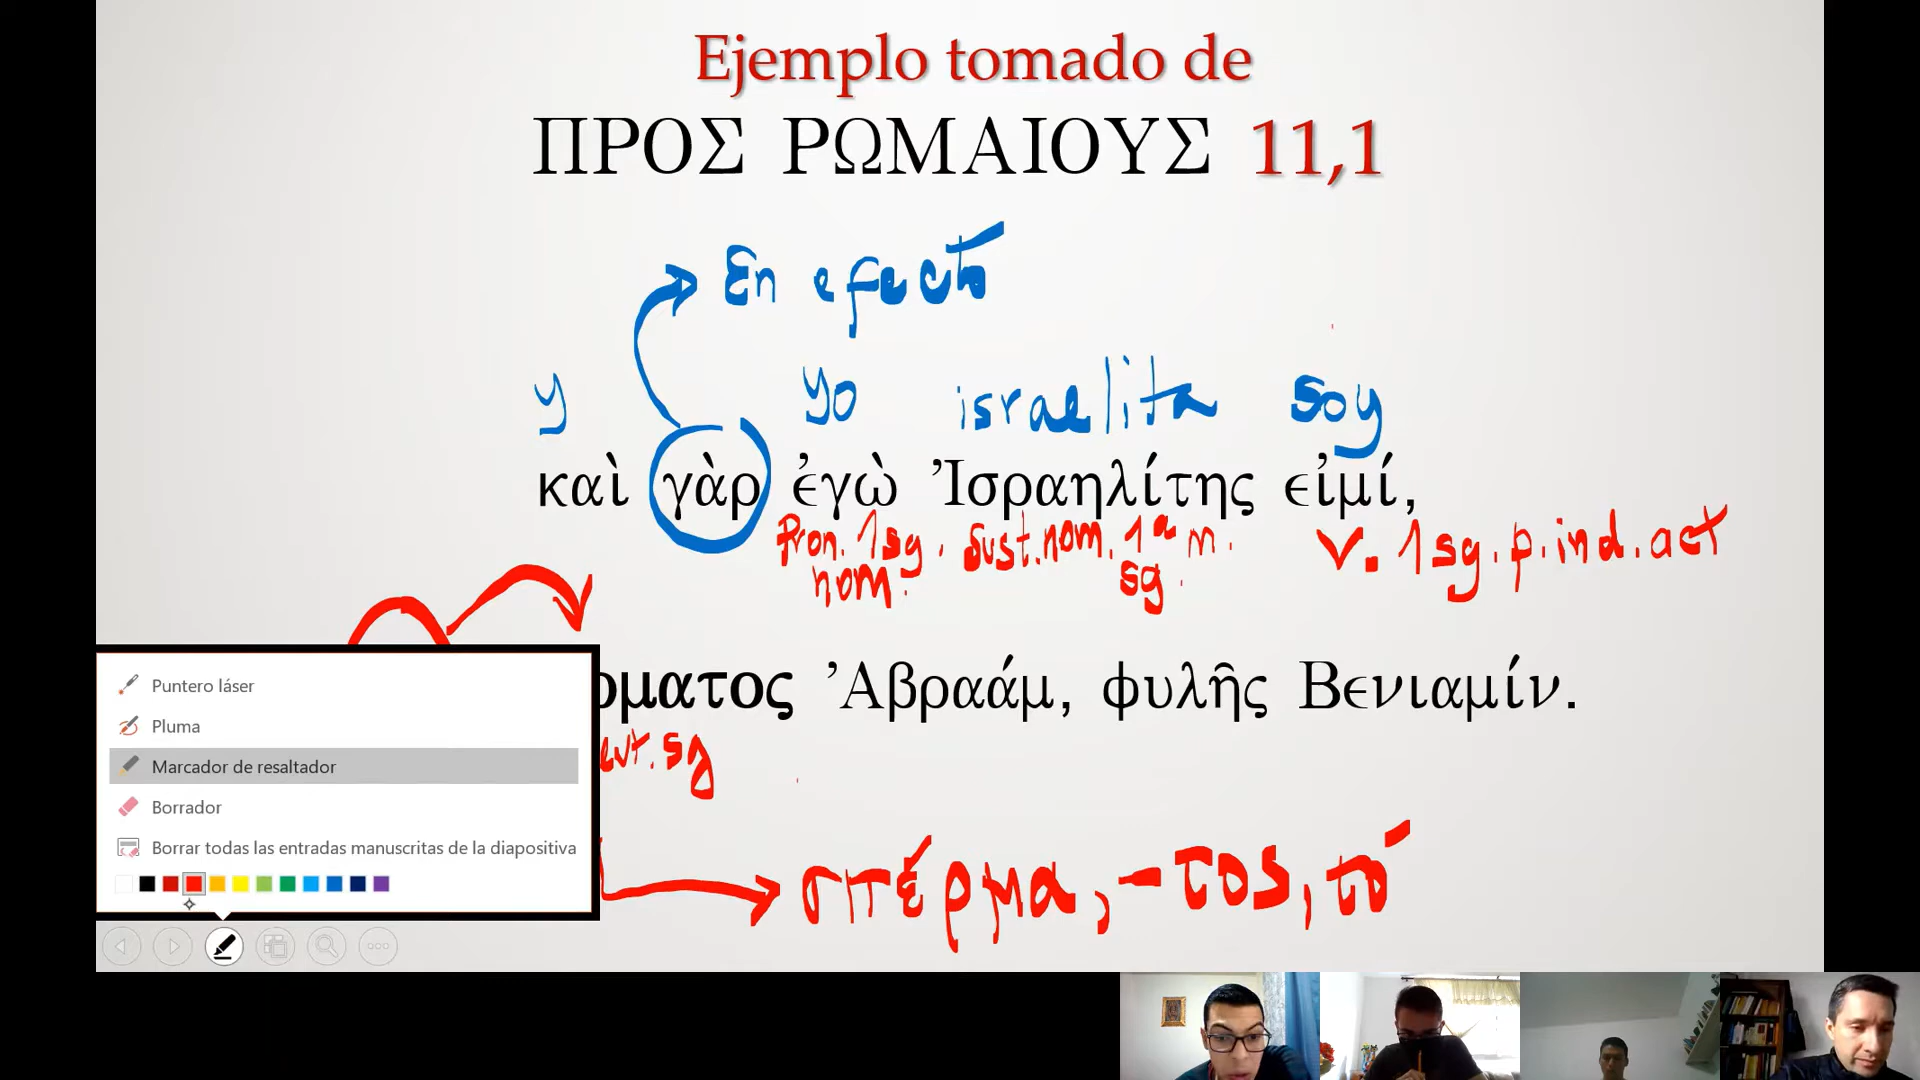 Ejemplo tomado de
ΠΡΟΣ ΡΩΜΑΙΟΥΣ 11,1
En efecto
y yo israelita soy
καὶ γὰρ ἐγὼ Ἰσραηλίτης εἰμί,
Pron. 1sg. Sust. nom. 1ª m. V. 1sg. p. ind. act
nom. sg.
ρματος Ἀβραάμ, φυλῆς Βενιαμίν.
eut. sg
σπέρμα, -τος, τό
Puntero láser
Pluma
Marcador de resaltador
Borrador
Borrar todas las entradas manuscritas de la diapositiva